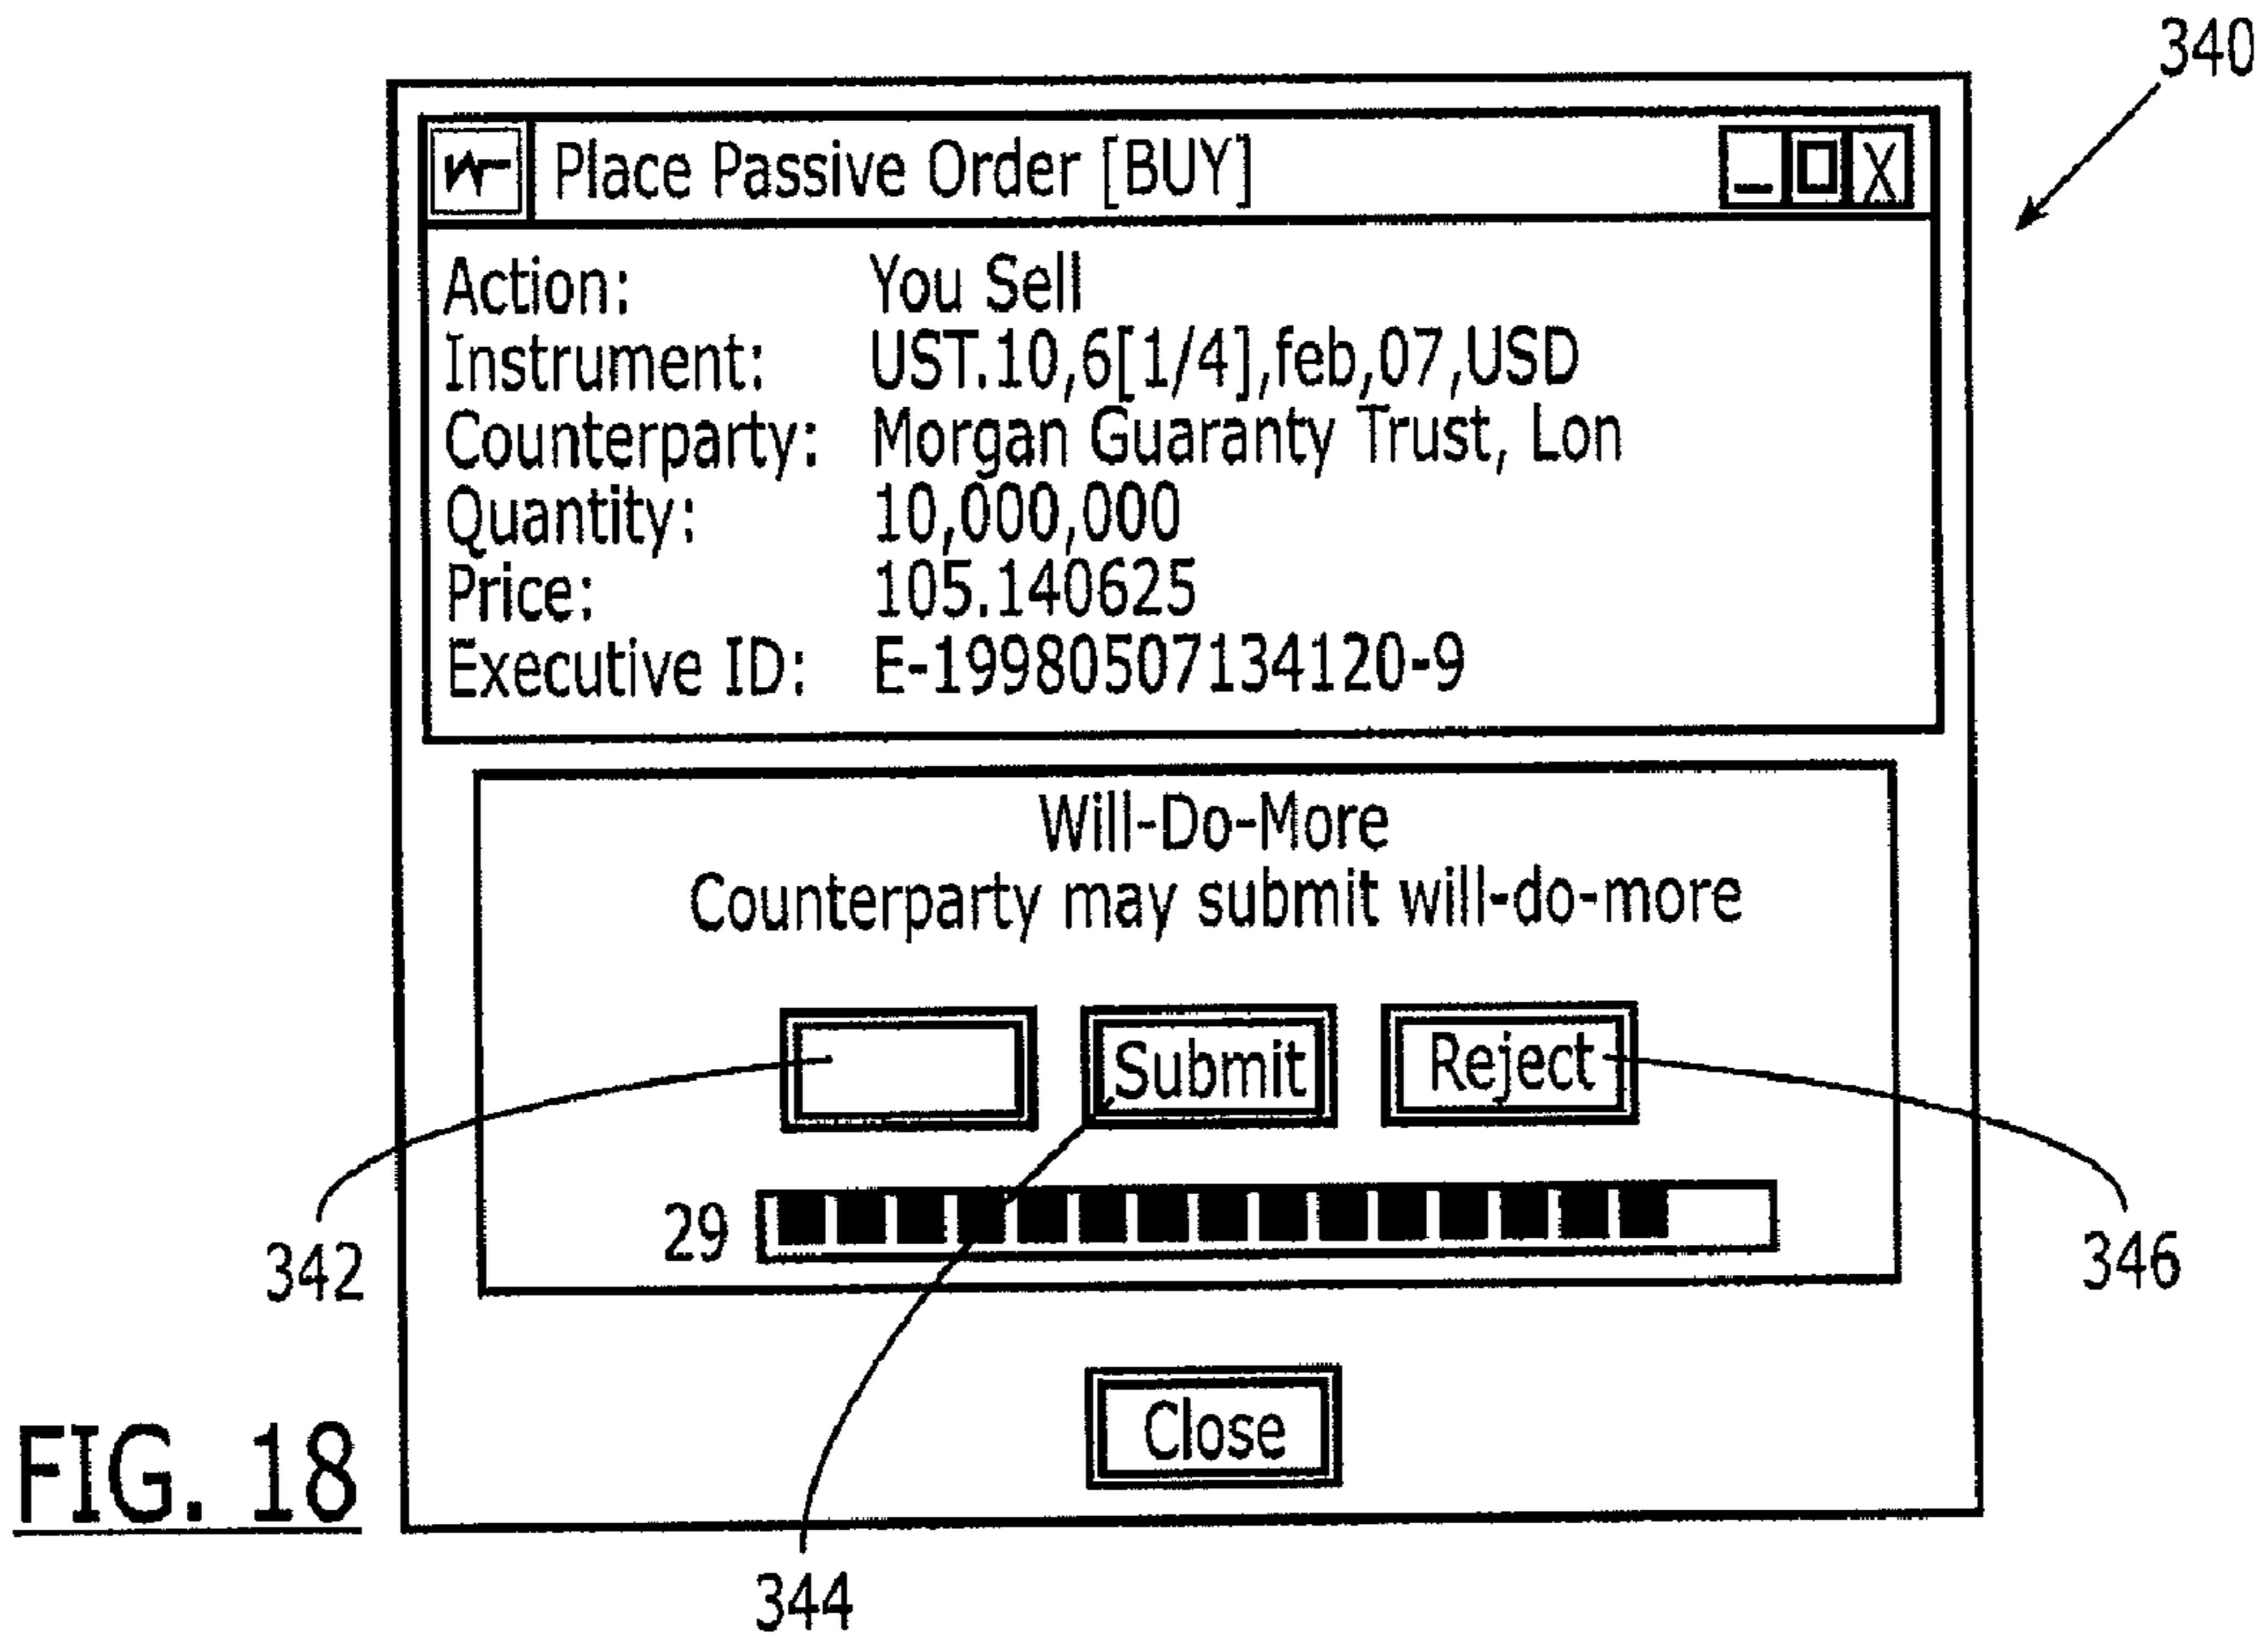 340
Place Passive Order [BUY]
X
Action: You Sell
Instrument: UST.10,6[1/4],feb,07,USD
Counterparty: Morgan Guaranty Trust, Lon
Quantity: 10,000,000
Price: 105.140625
Executive ID: E-19980507134120-9
Will-Do-More
Counterparty may submit will-do-more
Submit Reject
29
342
346
Close
FIG. 18
344